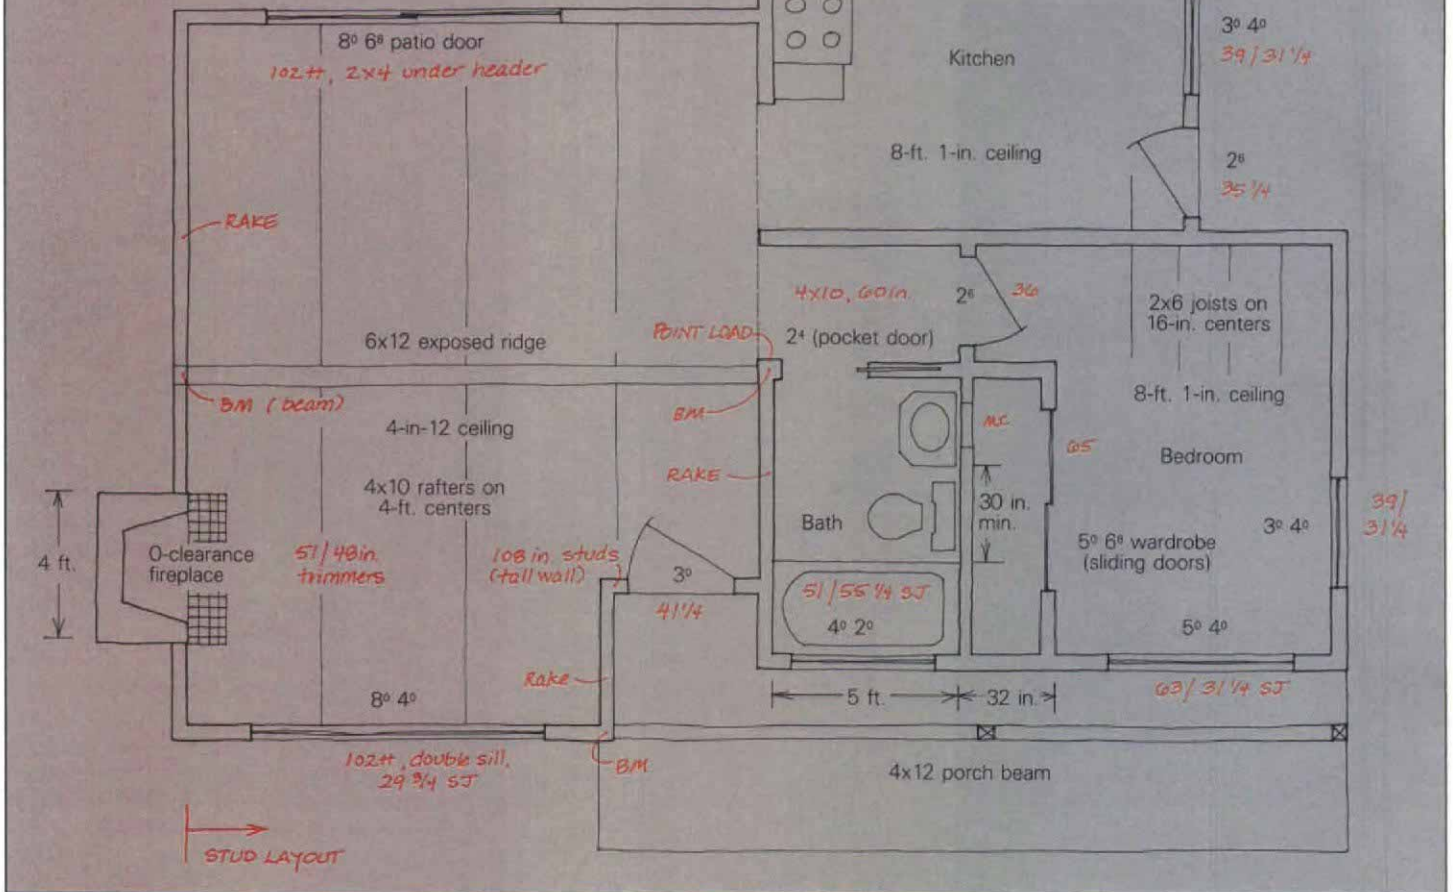 8⁰ 6⁸ patio door
102tt, 2x4 under header
Kitchen
3⁰ 4⁰
39/31 1/4
8-ft. 1-in. ceiling
2⁶
35 1/4
RAKE
4x10, 60in.
2⁶
36
2x6 joists on
16-in. centers
6x12 exposed ridge
POINT LOAD
2⁴ (pocket door)
BM (beam)
BM
8-ft. 1-in. ceiling
4-in-12 ceiling
M.C.
65
Bedroom
RAKE
4x10 rafters on
4-ft. centers
30 in.
min.
Bath
3⁰ 4⁰
39/
31 1/4
4 ft.
0-clearance
fireplace
51/48in.
trimmers
108 in. studs
(tall wall)
3⁰
41 1/4
5⁰ 6⁸ wardrobe
(sliding doors)
51/55 1/4 SJ
4⁰ 2⁰
5⁰ 4⁰
Rake
8⁰ 4⁰
5 ft.
32 in.
63/31 1/4 SJ
102tt, double sill,
29 3/4 SJ
BM
4x12 porch beam
STUD LAYOUT